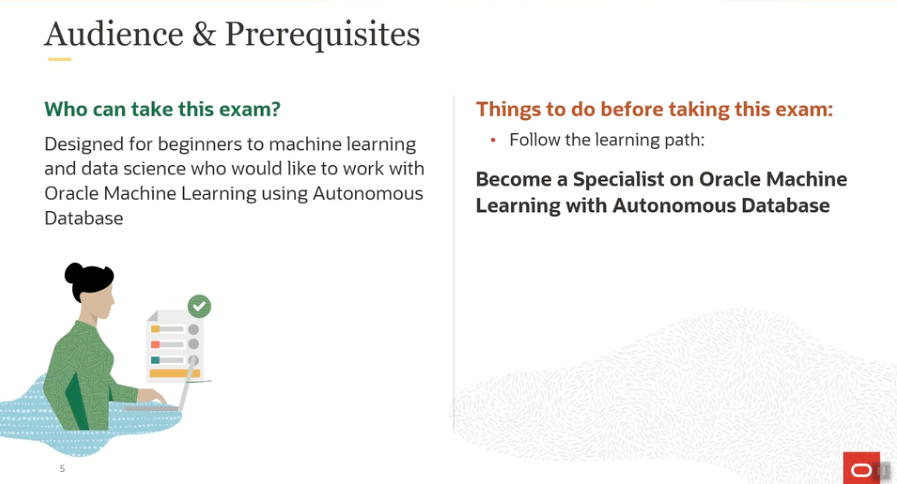 Audience & Prerequisites
Who can take this exam?
Designed for beginners to machine learning
and data science who would like to work with
Oracle Machine Learning using Autonomous
Database
Things to do before taking this exam:
• Follow the learning path:
Become a Specialist on Oracle Machine
Learning with Autonomous Database
5